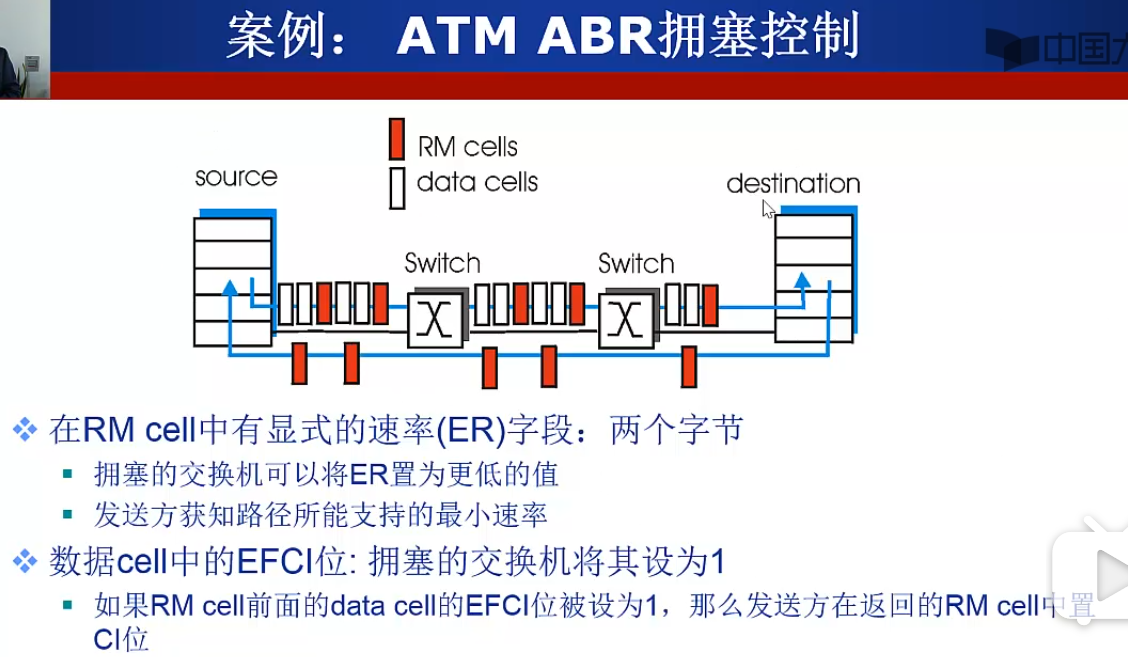 案例： ATM ABR拥塞控制
中国大
RM cells
data cells
source
destination
Switch
Switch
在RM cell中有显式的速率(ER)字段：两个字节
拥塞的交换机可以将ER置为更低的值
发送方获知路径所能支持的最小速率
数据cell中的EFCI位: 拥塞的交换机将其设为1
如果RM cell前面的data cell的EFCI位被设为1，那么发送方在返回的RM cell中置
CI位